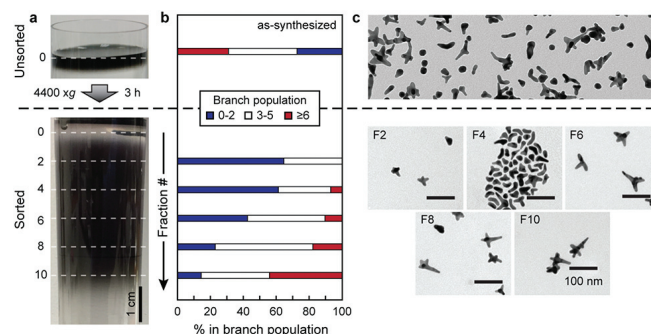 a
b
c
Unsorted
0
as-synthesized
4400 xg
3 h
Branch population
0-2
3-5
≥6
Sorted
0
2
4
6
8
10
1 cm
Fraction #
0
20
40
60
80
100
% in branch population
F2
F4
F6
F8
F10
100 nm